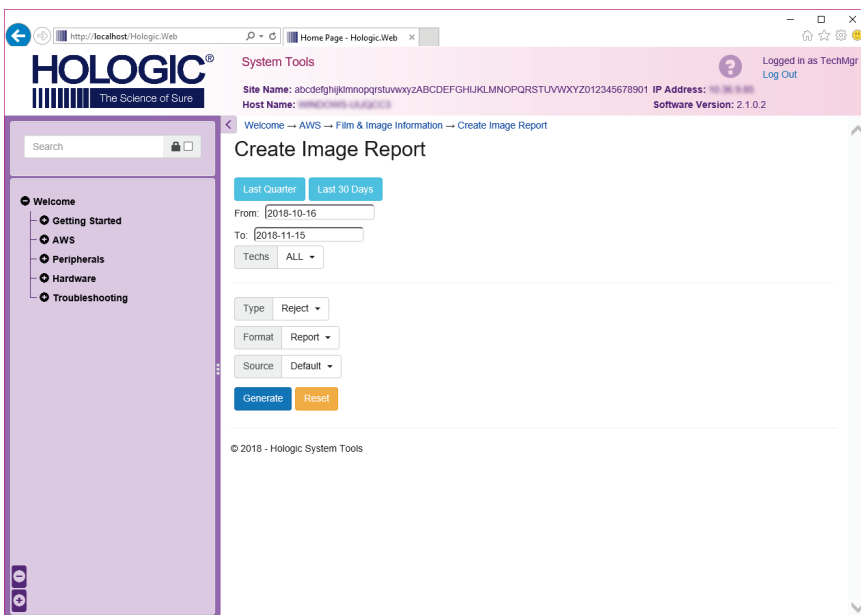 http://localhost/Hologic.Web
Home Page - Hologic.Web
HOLOGIC®
The Science of Sure
System Tools
Logged in as TechMgr
Log Out
Site Name: abcdefghijklmnopqrstuvwxyzABCDEFGHIJKLMNOPQRSTUVWXYZ012345678901 IP Address:
Host Name:
Software Version: 2.1.0.2
Search
Welcome
Getting Started
AWS
Peripherals
Hardware
Troubleshooting
Welcome → AWS → Film & Image Information → Create Image Report
Create Image Report
Last Quarter Last 30 Days
From: 2018-10-16
To: 2018-11-15
Techs ALL
Type Reject
Format Report
Source Default
Generate Reset
© 2018 - Hologic System Tools